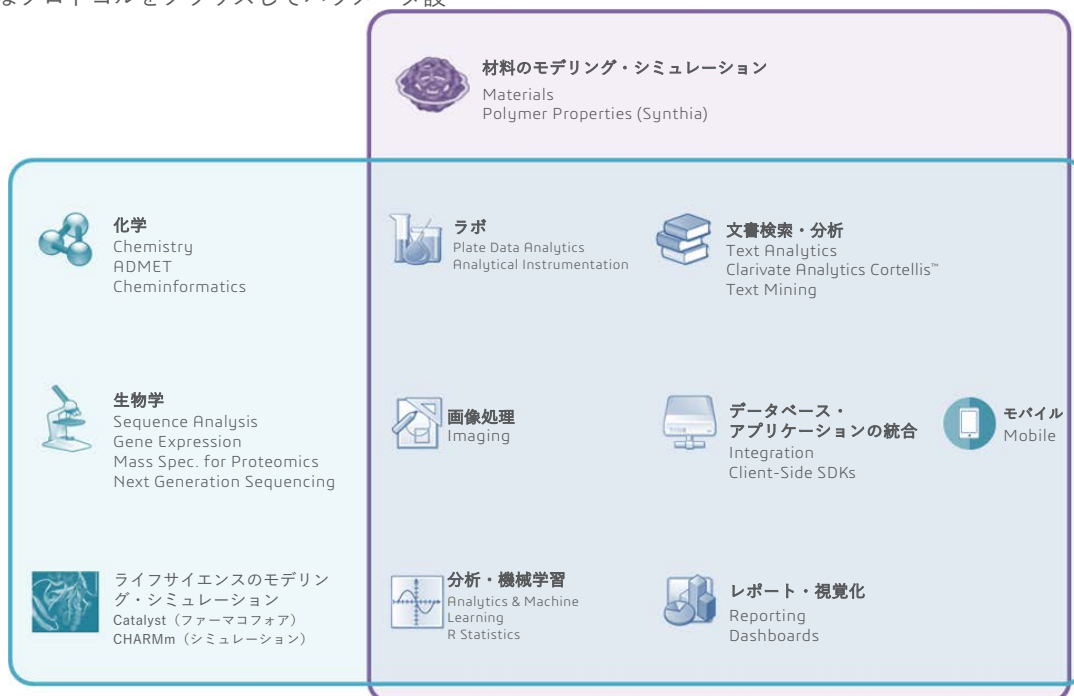 材料のモデリング・シミュレーション
Materials
Polymer Properties (Synthia)
化学
Chemistry
ADMET
Cheminformatics
ラボ
Plate Data Analytics
Analytical Instrumentation
文書検索・分析
Text Analytics
Clarivate Analytics Cortellis™
Text Mining
生物学
Sequence Analysis
Gene Expression
Mass Spec. for Proteomics
Next Generation Sequencing
画像処理
Imaging
データベース・
アプリケーションの統合
Integration
Client-Side SDKs
モバイル
Mobile
ライフサイエンスのモデリン
グ・シミュレーション
Catalyst（ファーマコフォア）
CHARMm（シミュレーション）
分析・機械学習
Analytics & Machine
Learning
R Statistics
レポート・視覚化
Reporting
Dashboards